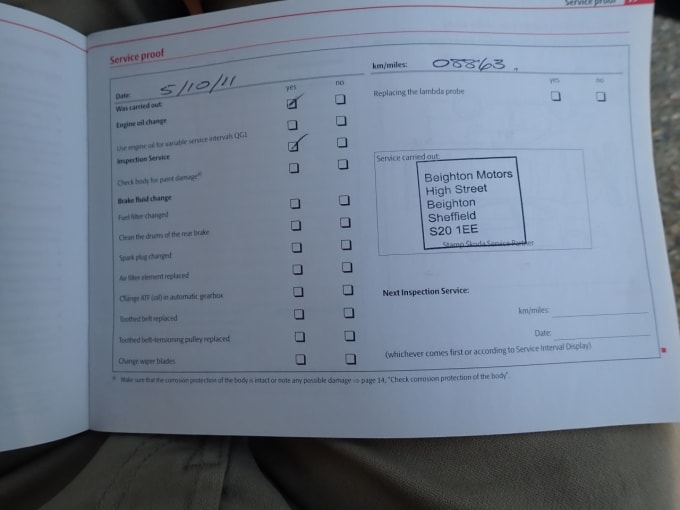 Service proof
Service proof
Date: 5/10/11
yes no
Was carried out:
Engine oil change
Use engine oil for variable service intervals QG1
Inspection Service
Check body for paint damage a)
Brake fluid change
Fuel filter changed
Clean the drums of the rear brake
Spark plug changed
Air filter element replaced
Change ATF (oil) in automatic gearbox
Toothed belt replaced
Toothed belt-tensioning pulley replaced
Change wiper blades
km/miles: 08863
yes no
Replacing the lambda probe
Service carried out:
Beighton Motors
High Street
Beighton
Sheffield
S20 1EE
Stamp Skoda Service Partner
Next Inspection Service:
km/miles:
Date:
(whichever comes first or according to Service Interval Display)
a) Make sure that the corrosion protection of the body is intact or note any possible damage ⇒ page 14, "Check corrosion protection of the body".